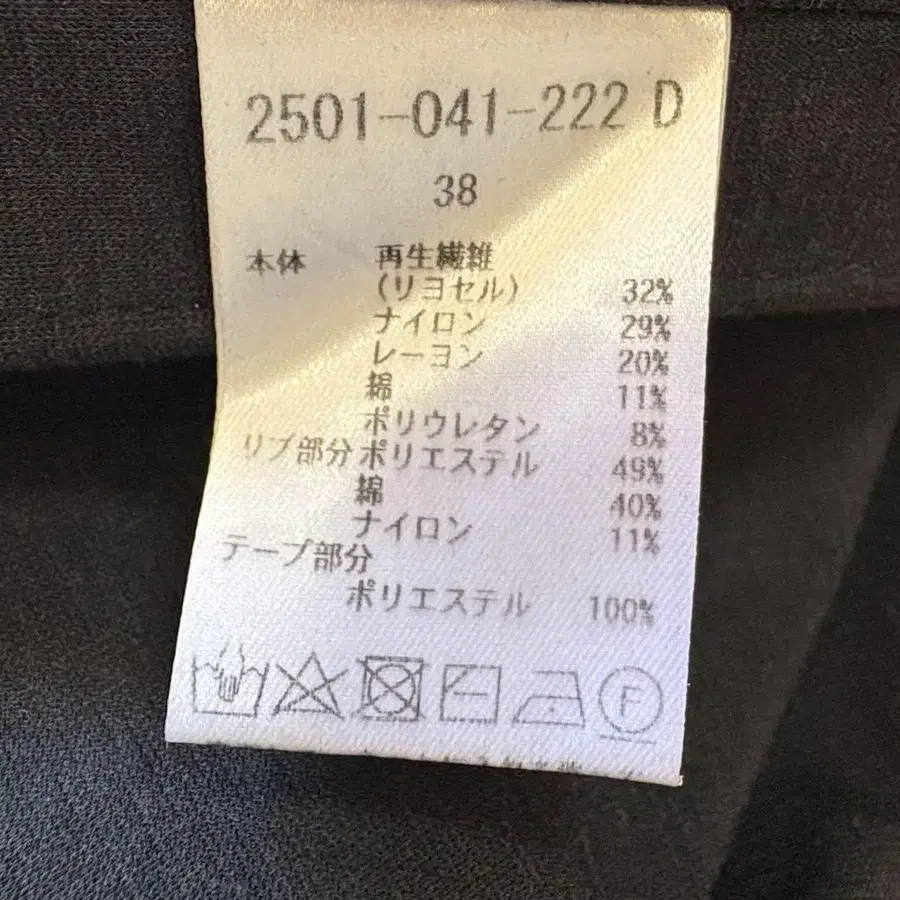 2501-041-222 D
38
本体 再生繊維
(リヨセル) 32%
ナイロン 29%
レーヨン 20%
綿 11%
ポリウレタン 8%
リブ部分 ポリエステル 49%
綿 40%
ナイロン 11%
テープ部分
ポリエステル 100%
F